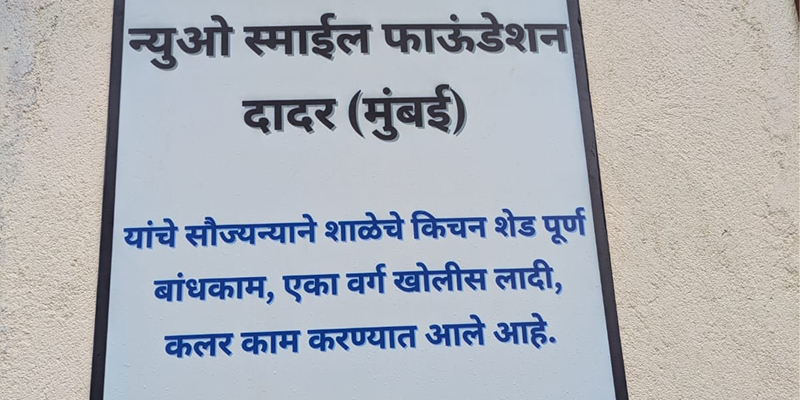 न्युओ स्माईल फाऊंडेशन
दादर (मुंबई)
यांचे सौज्यन्याने शाळेचे किचन शेड पूर्ण
बांधकाम, एका वर्ग खोलीस लादी,
कलर काम करण्यात आले आहे.